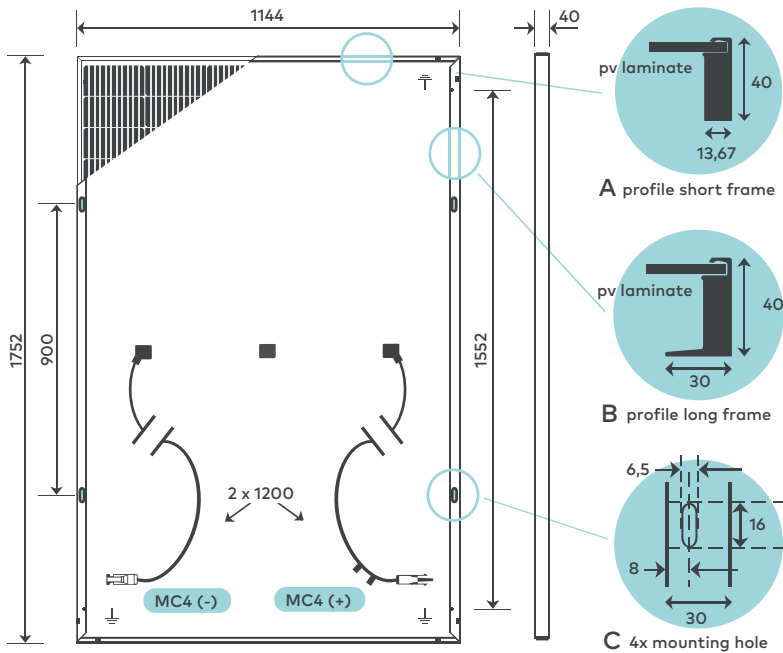 1144
40
pv laminate
40
13,67
A profile short frame
1752
900
1552
pv laminate
40
30
B profile long frame
2 x 1200
6,5
16
8
30
MC4 (-)
MC4 (+)
C 4x mounting hole